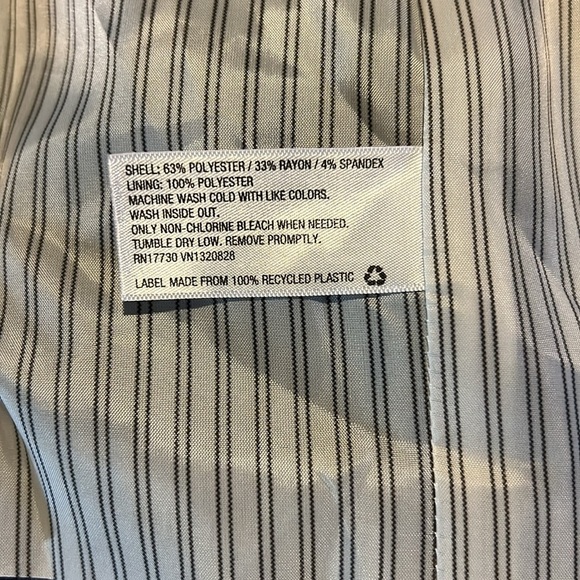 SHELL: 63% POLYESTER / 33% RAYON / 4% SPANDEX
LINING: 100% POLYESTER
MACHINE WASH COLD WITH LIKE COLORS.
WASH INSIDE OUT.
ONLY NON-CHLORINE BLEACH WHEN NEEDED.
TUMBLE DRY LOW. REMOVE PROMPTLY.
RN17730 VN1320828
LABEL MADE FROM 100% RECYCLED PLASTIC